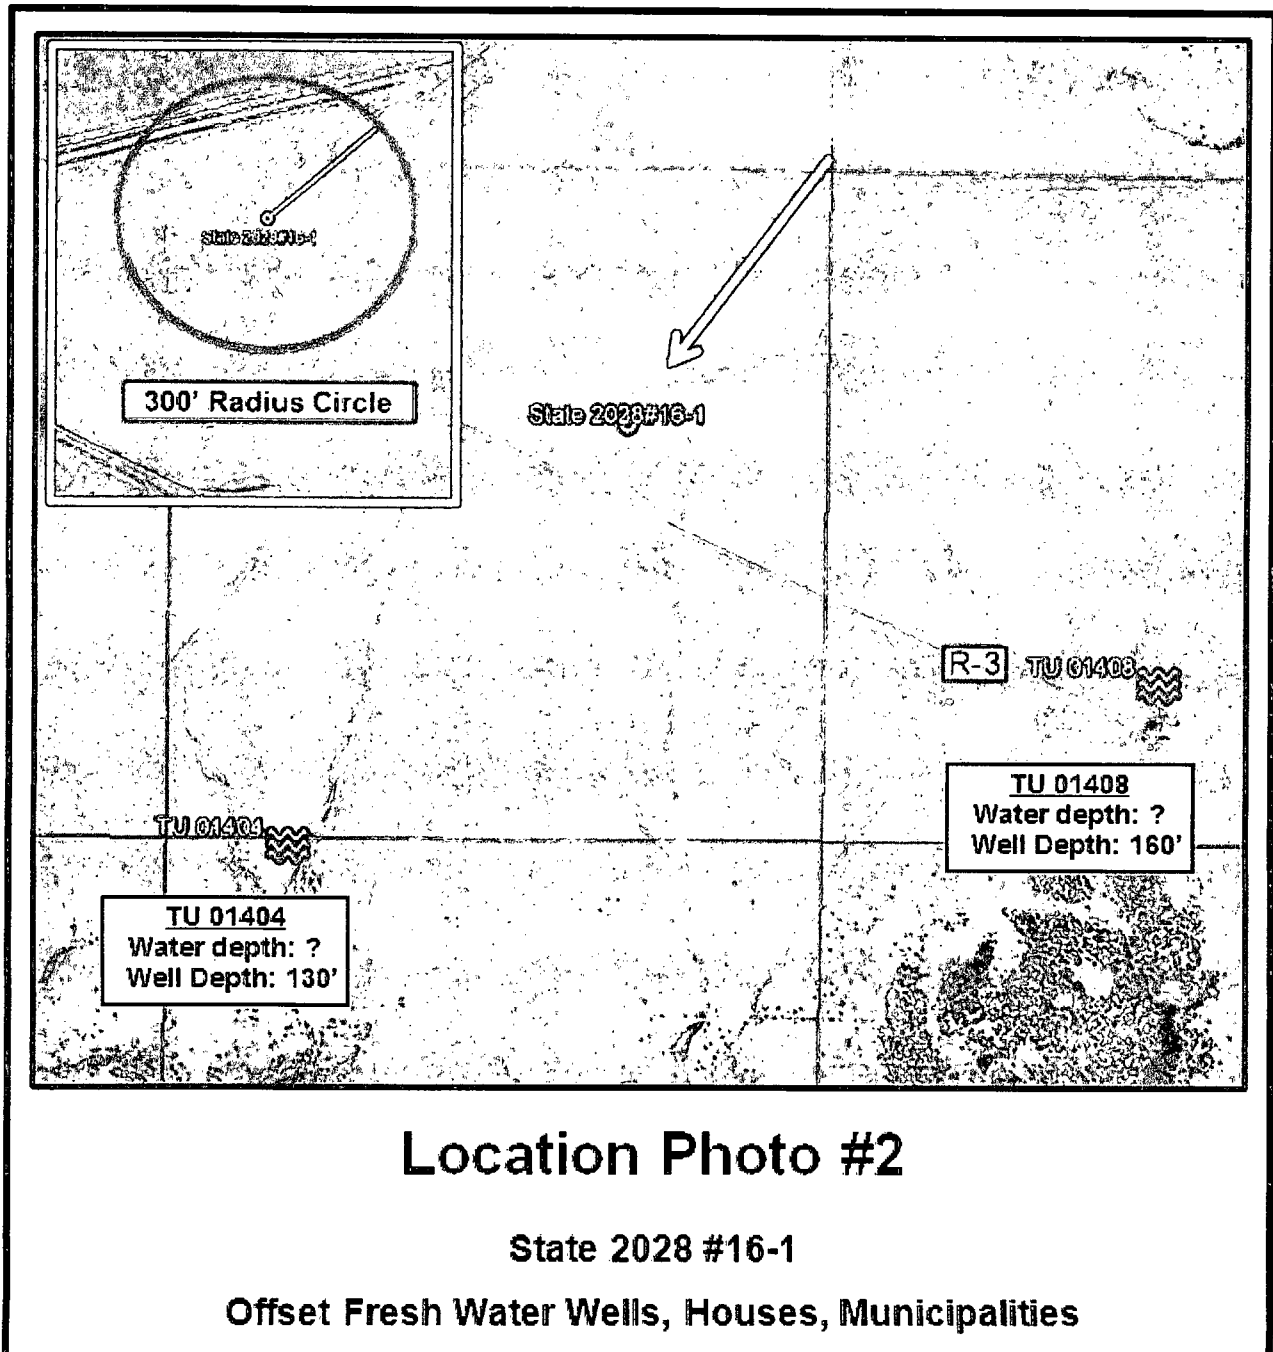 State 2028#16-1
300' Radius Circle
State 2028#16-1
R-3
TU 01408
TU 01408
Water depth: ?
Well Depth: 160'
TU 01404
TU 01404
Water depth: ?
Well Depth: 130'
Location Photo #2
State 2028 #16-1
Offset Fresh Water Wells, Houses, Municipalities